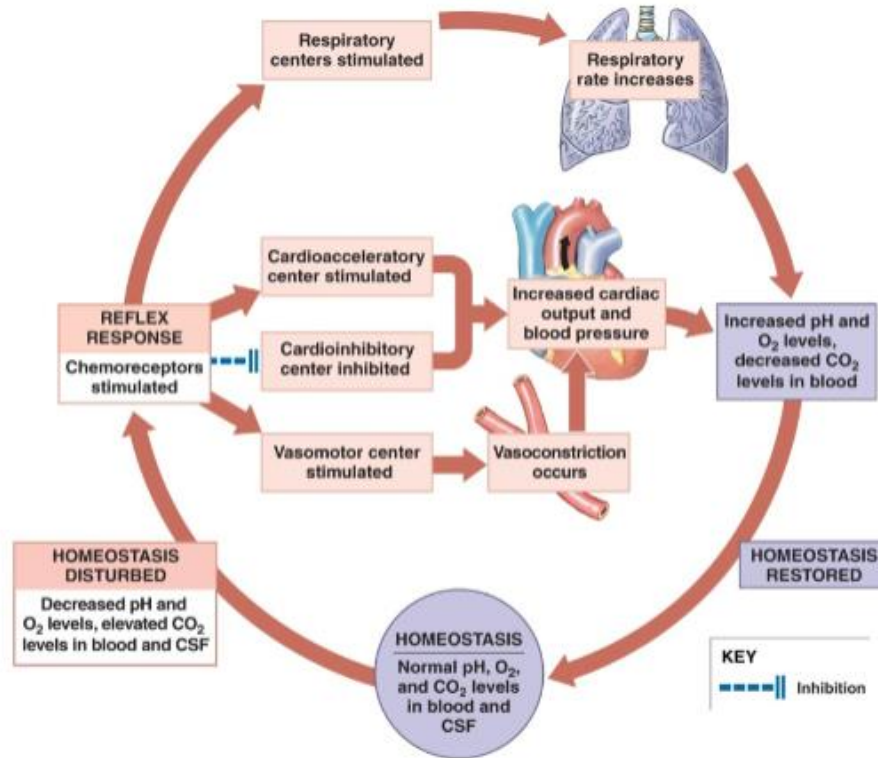 Respiratory
centers stimulated
Respiratory
rate increases
Cardioacceleratory
center stimulated
Increased cardiac
output and
blood pressure
REFLEX
RESPONSE
Chemoreceptors
stimulated
Cardioinhibitory
center inhibited
Increased pH and
O₂ levels,
decreased CO₂
levels in blood
Vasomotor center
stimulated
Vasoconstriction
occurs
HOMEOSTASIS
DISTURBED
Decreased pH and
O₂ levels, elevated CO₂
levels in blood and CSF
HOMEOSTASIS
RESTORED
HOMEOSTASIS
Normal pH, O₂,
and CO₂ levels
in blood and
CSF
KEY
Inhibition